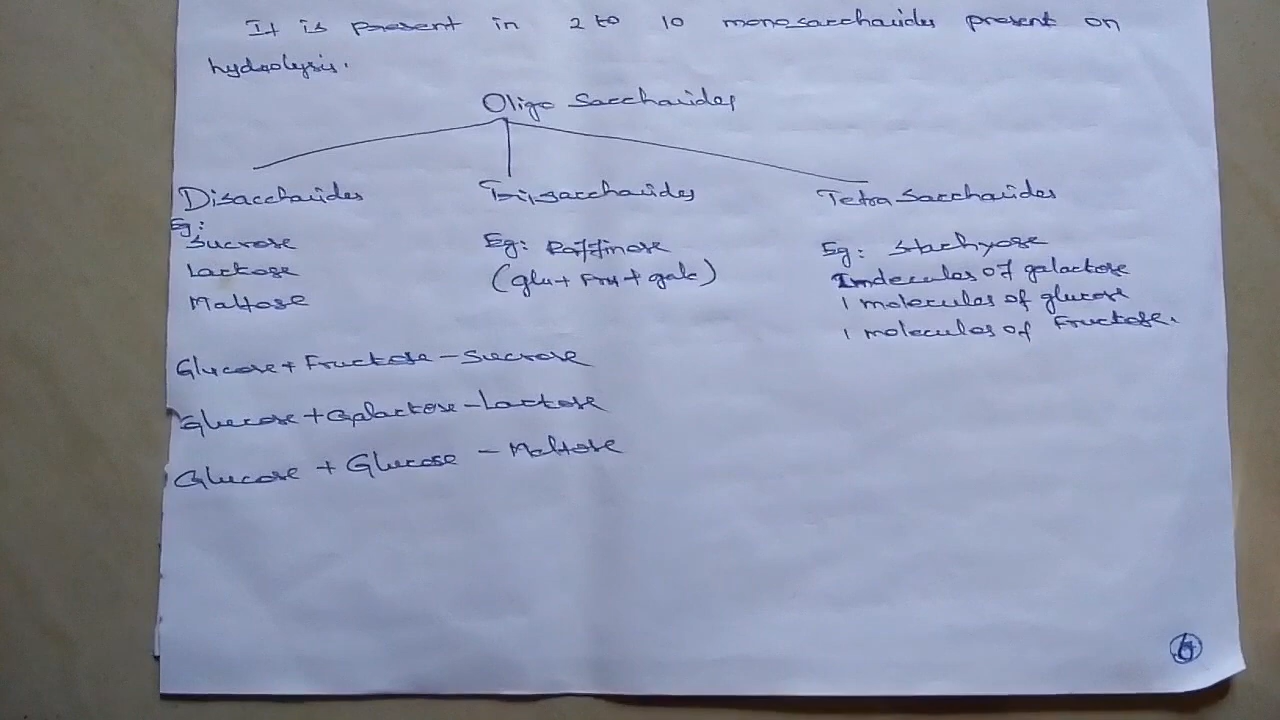 It is present in 2 to 10 monosaccharides present on
hydrolysis.
Oligo Saccharides
Disaccharides
Eg:
Sucrose
Lactose
Maltose
Trisaccharides
Eg: Raffinose
(glu+ Fru + gala)
Tetra Saccharides
Eg: Stachyose
molecules of galactose
1 molecules of glucose
1 molecules of Fructose.
Glucose + Fructose - Sucrose
Glucose + Galactose - Lactose
Glucose + Glucose - Maltose
6